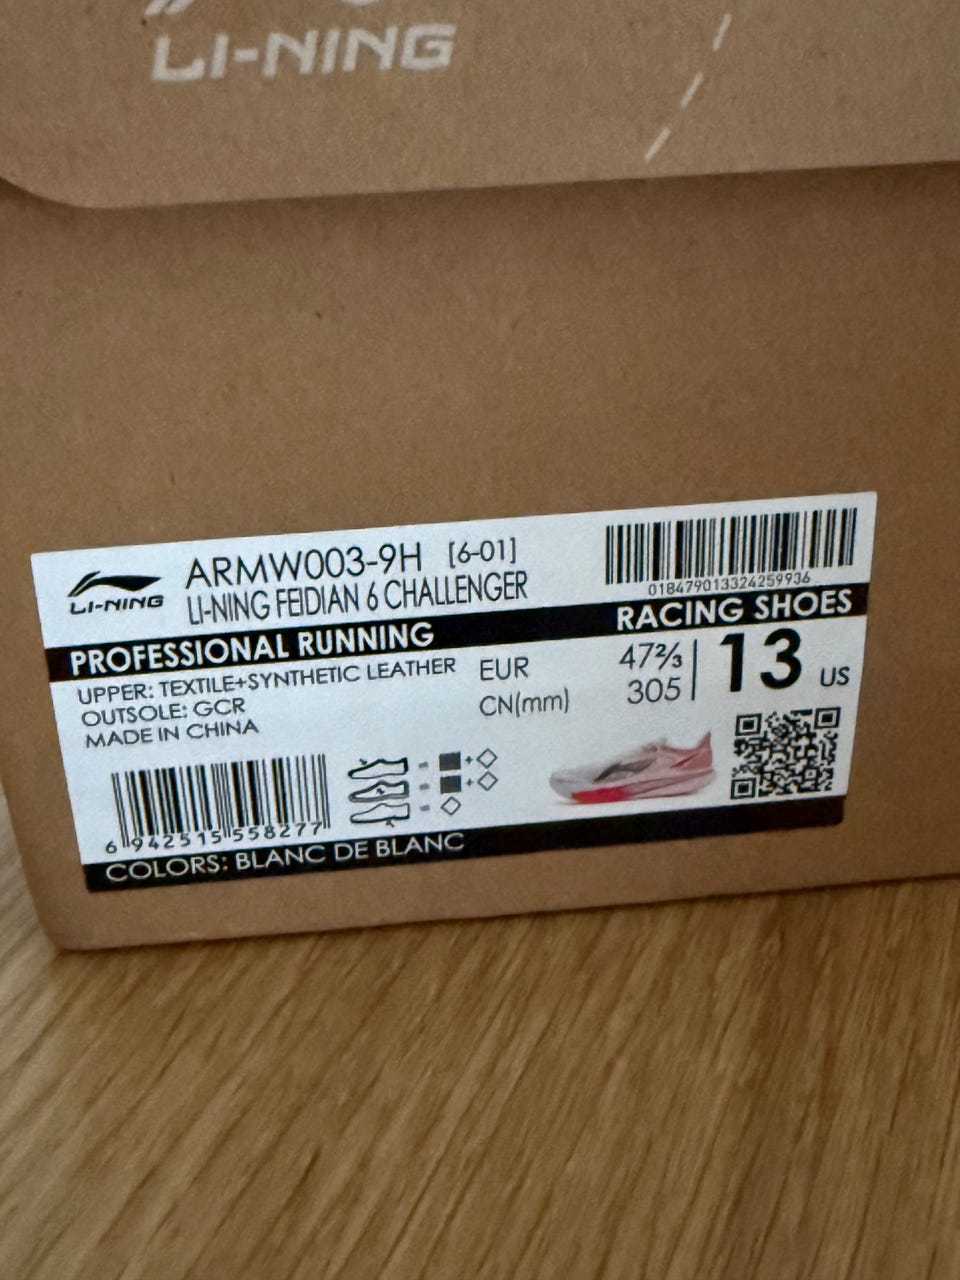 LI-NING
LI-NING
ARMW003-9H [6-01]
LI-NING FEIDIAN 6 CHALLENGER
018479013324259936
PROFESSIONAL RUNNING
RACING SHOES
UPPER: TEXTILE+SYNTHETIC LEATHER
OUTSOLE: GCR
MADE IN CHINA
EUR 47⅔
CN(mm) 305
13 US
6 942515 558277
COLORS: BLANC DE BLANC